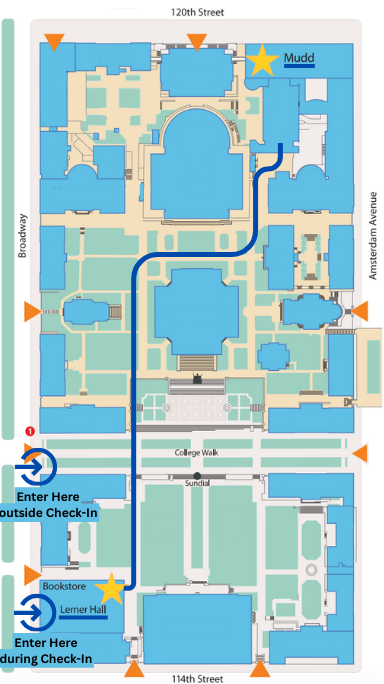 120th Street
Mudd
Broadway
Amsterdam Avenue
1
College Walk
Sundial
Enter Here
outside Check-In
Bookstore
Lerner Hall
Enter Here
during Check-In
114th Street